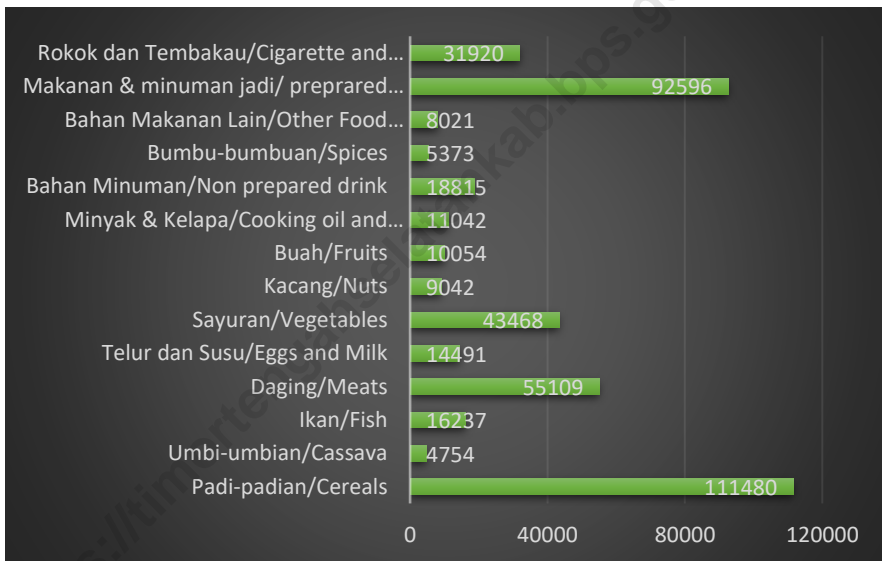 Rokok dan Tembakau/Cigarette and... 31920
Makanan & minuman jadi/ preprared... 92596
Bahan Makanan Lain/Other Food... 8021
Bumbu-bumbuan/Spices 5373
Bahan Minuman/Non prepared drink 18815
Minyak & Kelapa/Cooking oil and... 11042
Buah/Fruits 10054
Kacang/Nuts 9042
Sayuran/Vegetables 43468
Telur dan Susu/Eggs and Milk 14491
Daging/Meats 55109
Ikan/Fish 16237
Umbi-umbian/Cassava 4754
Padi-padian/Cereals 111480
0 40000 80000 120000